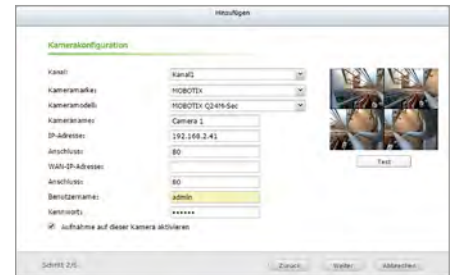 Hinzufügen
Kamerakonfiguration
Kanal: Kanal1
Kameramarke: MOBOTIX
Kameramodell: MOBOTIX Q24M-Sec
Kameraname: Camera 1
IP-Adresse: 192.168.2.41
Anschluss: 80
WAN-IP-Adresse:
Anschluss: 80
Benutzername: admin
Kennwort: ••••••
Aufnahme auf dieser Kamera aktivieren
Test
Schritt 2/6
Zurück Weiter Abbrechen